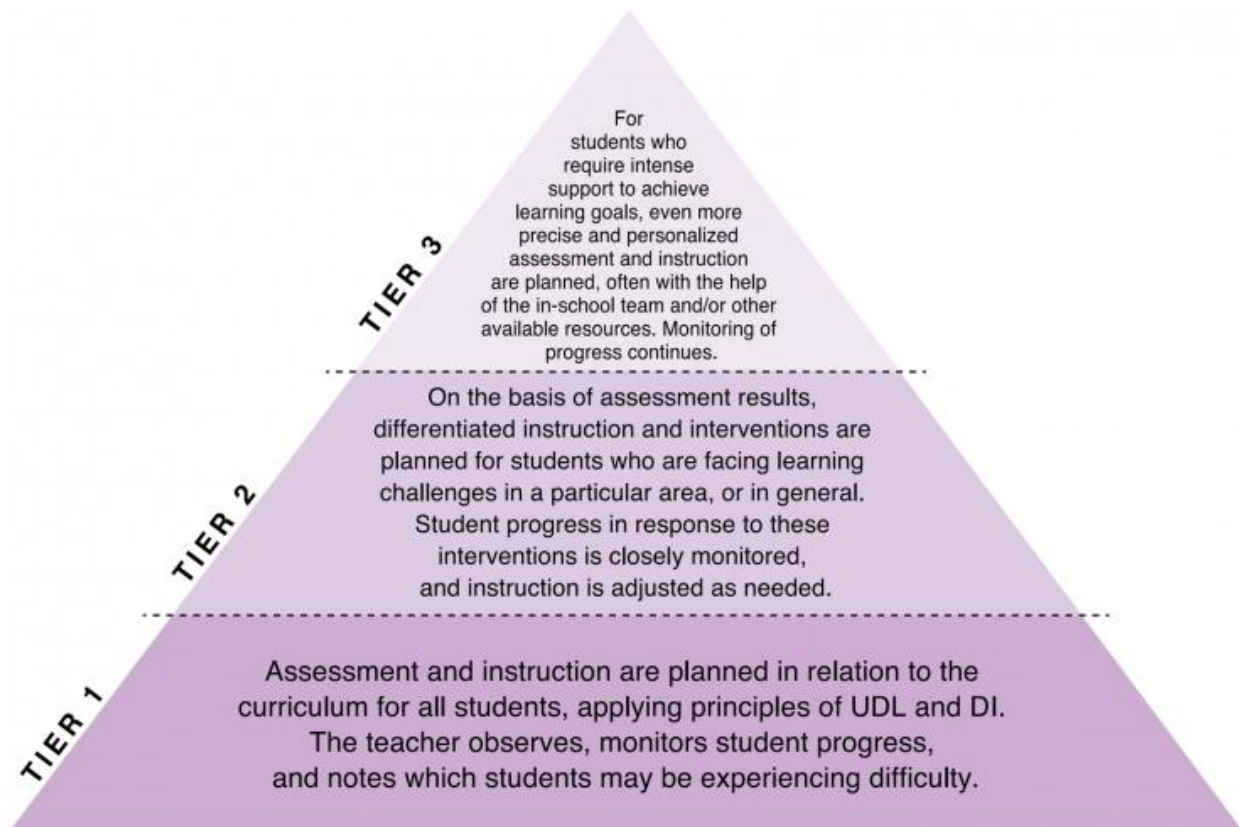 For
students who
require intense
support to achieve
learning goals, even more
precise and personalized
assessment and instruction
are planned, often with the help
of the in-school team and/or other
available resources. Monitoring of
progress continues.
TIER 3
On the basis of assessment results,
differentiated instruction and interventions are
planned for students who are facing learning
challenges in a particular area, or in general.
Student progress in response to these
interventions is closely monitored,
and instruction is adjusted as needed.
TIER 2
Assessment and instruction are planned in relation to the
curriculum for all students, applying principles of UDL and DI.
The teacher observes, monitors student progress,
and notes which students may be experiencing difficulty.
TIER 1